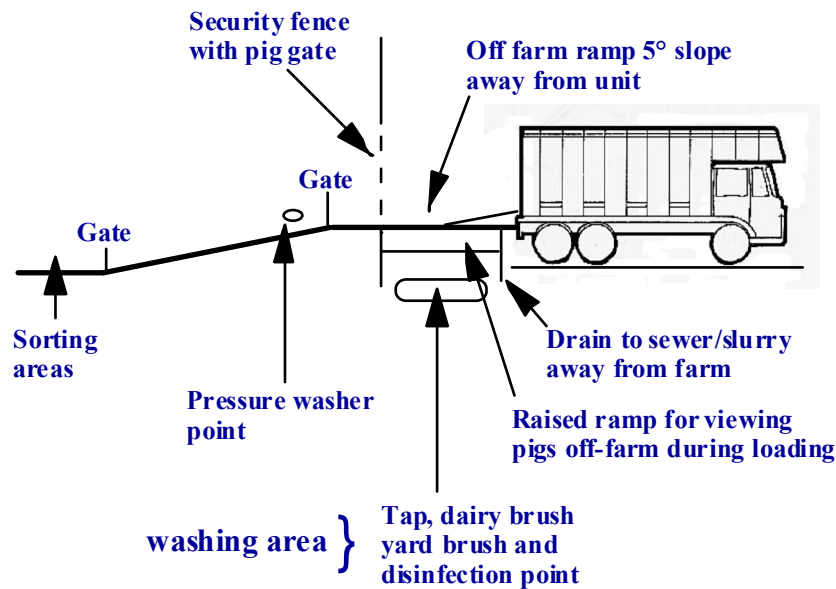 Security fence
with pig gate
Off farm ramp 5° slope
away from unit
Gate
Gate
Sorting
areas
Pressure washer
point
Drain to sewer/slurry
away from farm
Raised ramp for viewing
pigs off-farm during loading
washing area }
Tap, dairy brush
yard brush and
disinfection point